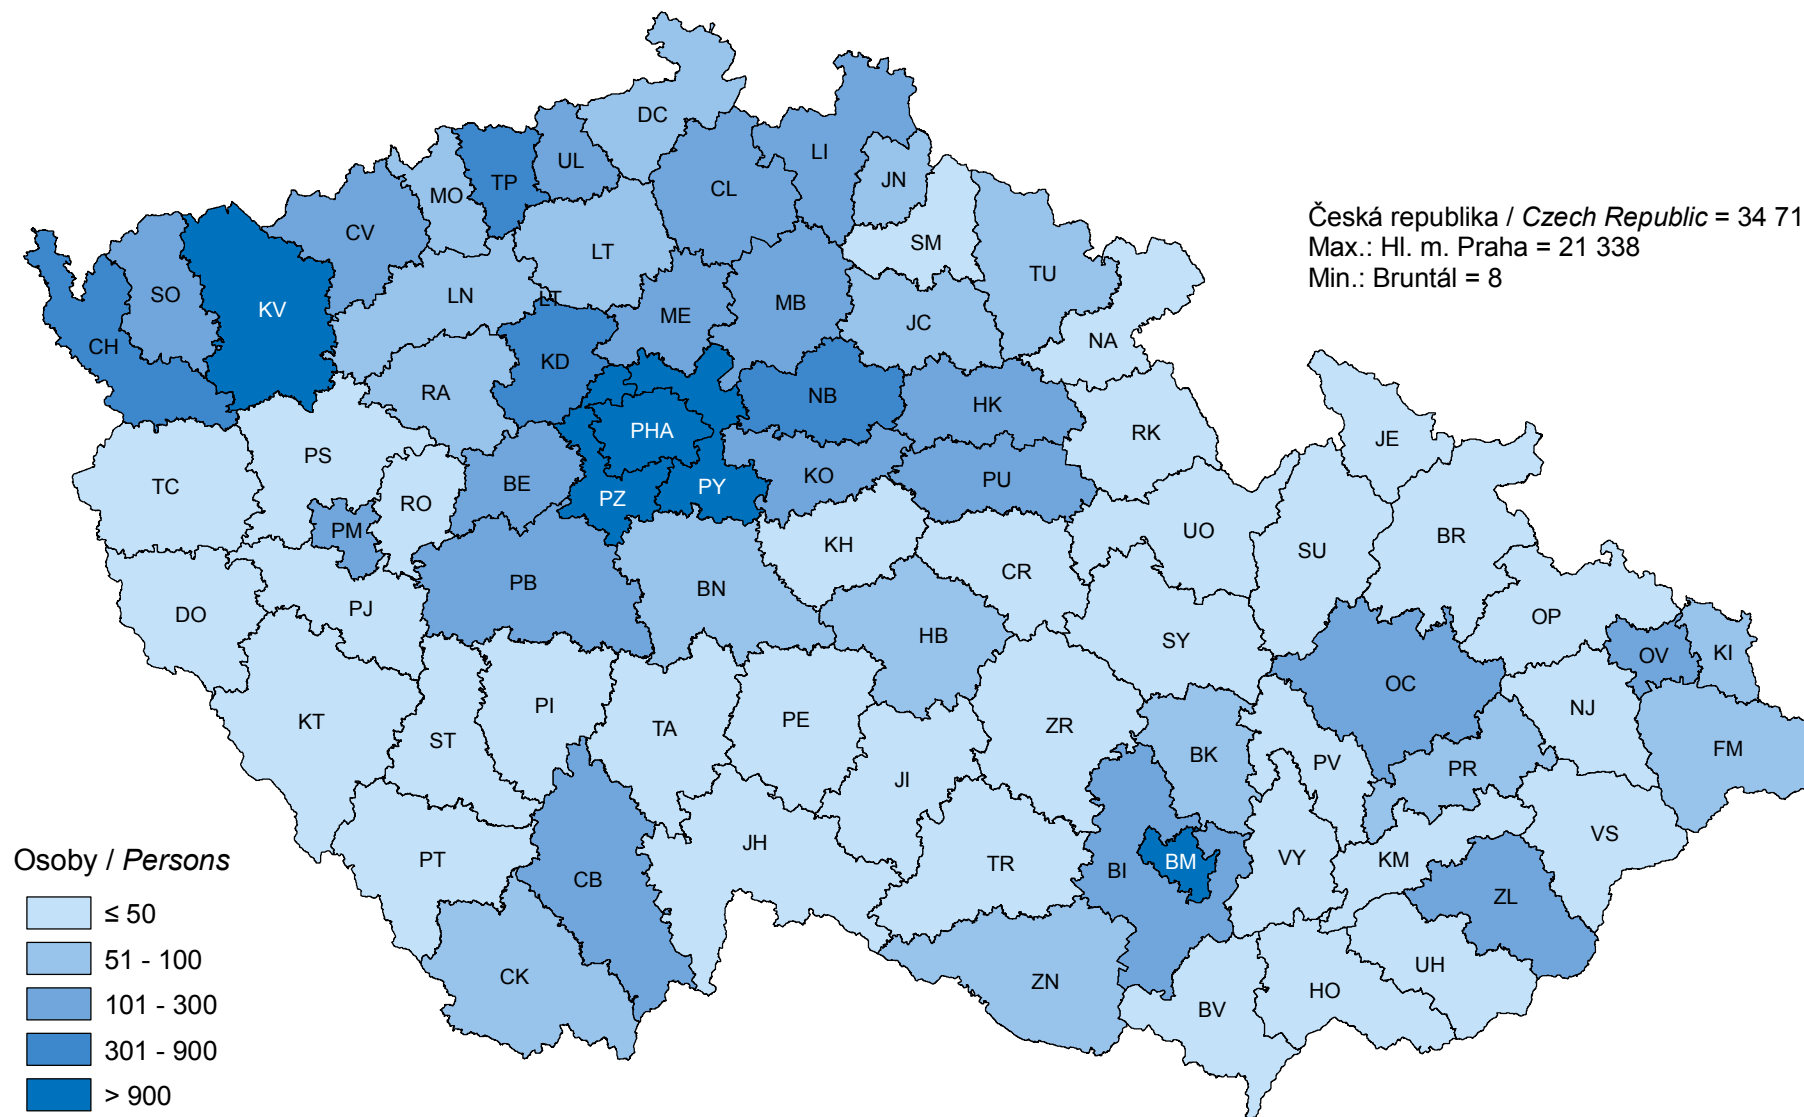 DC
LI
UL
TP
CL
JN
MO
CV
SM
LT
TU
SO
KV
LN
LT
ME
MB
JC
CH
KD
NA
RA
NB
HK
PHA
RK
JE
PS
TC
RO
BE
PZ
PY
KO
PU
PM
KH
UO
SU
BR
CR
PB
BN
DO
PJ
HB
SY
OP
OV
KI
OC
KT
ST
PI
TA
PE
ZR
NJ
BK
PV
PR
FM
JI
PT
JH
CB
TR
BI
BM
VY
KM
VS
ZL
CK
ZN
BV
HO
UH
Česká republika / Czech Republic = 34 71
Max.: Hl. m. Praha = 21 338
Min.: Bruntál = 8
Osoby / Persons
≤ 50
51 - 100
101 - 300
301 - 900
> 900